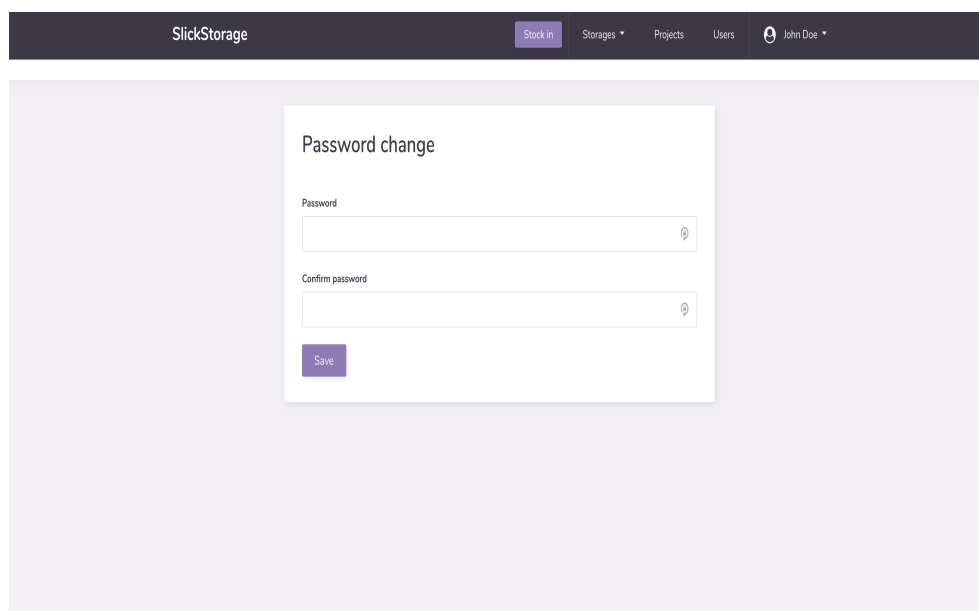 SlickStorage
Stock in
Storages
Projects
Users
John Doe
Password change
Password
Confirm password
Save